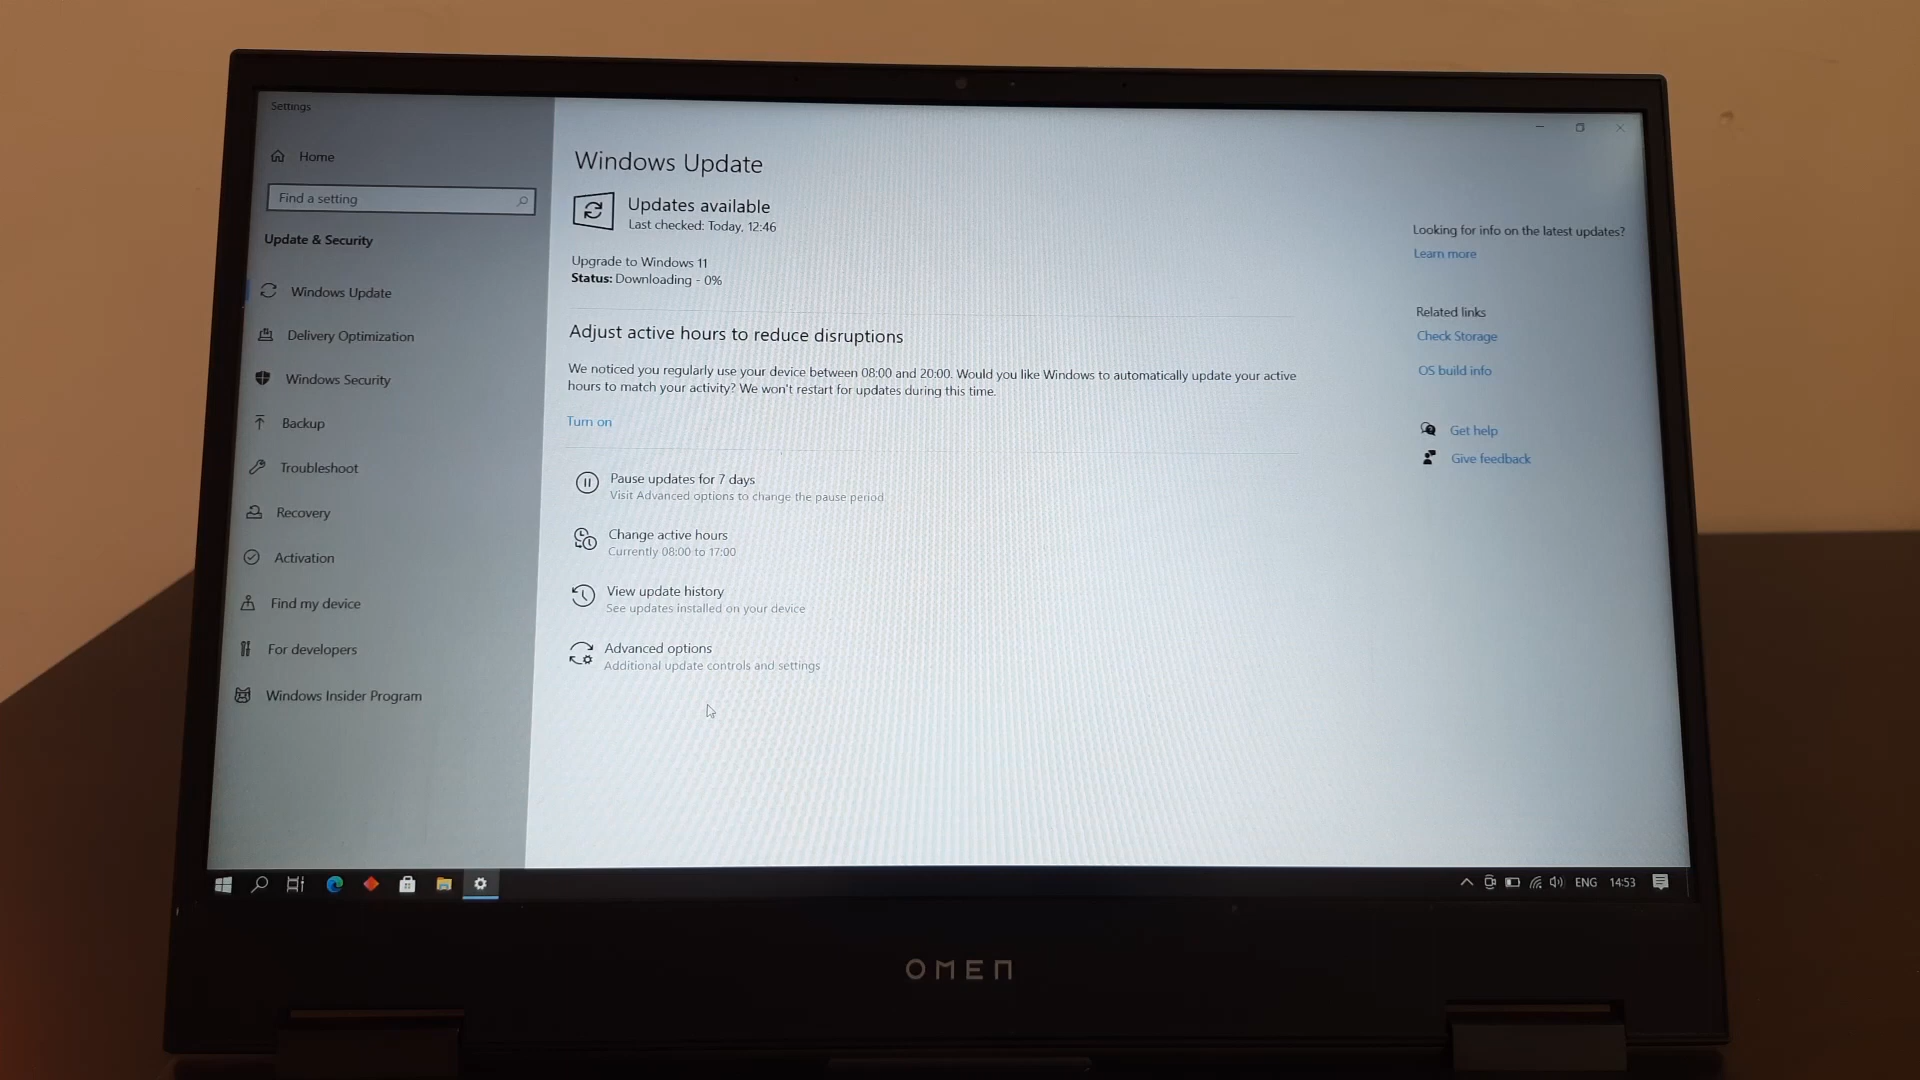 Settings
Home
Find a setting
Update & Security
Windows Update
Delivery Optimization
Windows Security
Backup
Troubleshoot
Recovery
Activation
Find my device
For developers
Windows Insider Program
Windows Update
Updates available
Last checked: Today, 12:46
Upgrade to Windows 11
Status: Downloading - 0%
Adjust active hours to reduce disruptions
We noticed you regularly use your device between 08:00 and 20:00. Would you like Windows to automatically update your active
hours to match your activity? We won't restart for updates during this time.
Turn on
Pause updates for 7 days
Visit Advanced options to change the pause period
Change active hours
Currently 08:00 to 17:00
View update history
See updates installed on your device
Advanced options
Additional update controls and settings
Looking for info on the latest updates?
Learn more
Related links
Check Storage
OS build info
Get help
Give feedback
ENG 14:53
OMEN